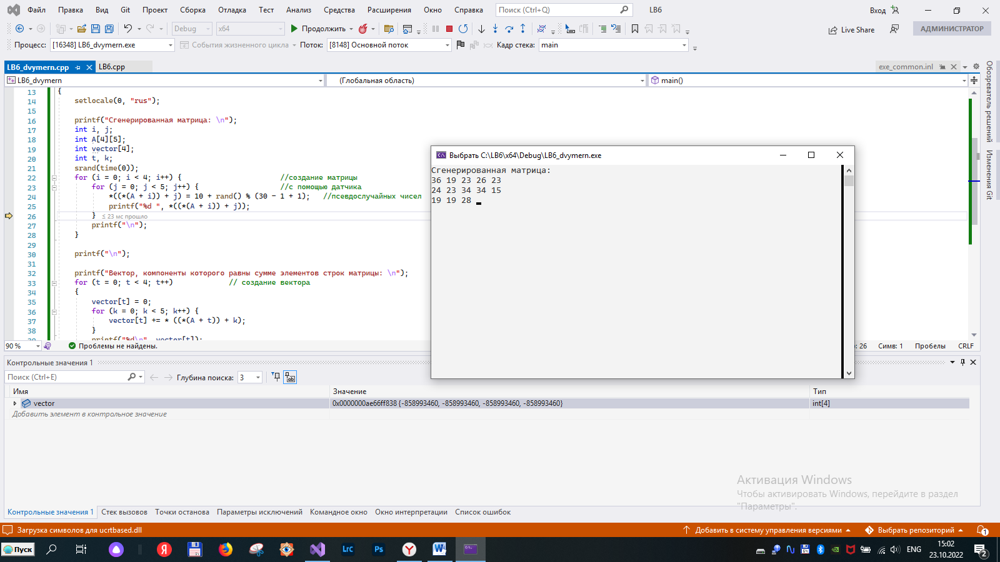 Файл Правка Вид Git Проект Сборка Отладка Тест Анализ Средства Расширения Окно Справка Поиск (Ctrl+Q) LB6 Вход
Debug x64 Продолжить Live Share АДМИНИСТРАТОР
Процесс: [16348] LB6_dvymern.exe События жизненного цикла Поток: [8148] Основной поток Кадр стека: main
LB6_dvymern.cpp LB6.cpp exe_common.inl
LB6_dvymern (Глобальная область) main()
13 {
14 setlocale(0, "rus");
15
16 printf("Сгенерированная матрица: \n");
17 int i, j;
18 int A[4][5];
19 int vector[4];
20 int t, k;
21 srand(time(0));
22 for (i = 0; i < 4; i++) { //создание матрицы
23 for (j = 0; j < 5; j++) { //с помощью датчика
24 *((*(A + i)) + j) = 10 + rand() % (30 - 1 + 1); //псевдослучайных чисел
25 printf("%d ", *((*(A + i)) + j));
26 } ≤ 23 мс прошло
27 printf("\n");
28 }
29
30 printf("\n");
31
32 printf("Вектор, компоненты которого равны сумме элементов строк матрицы: \n");
33 for (t = 0; t < 4; t++) // создание вектора
34 {
35 vector[t] = 0;
36 for (k = 0; k < 5; k++) {
37 vector[t] += * ((*(A + t)) + k);
38 }
39 printf("%d\n", vector[t]);
Выбрать C:\LB6\x64\Debug\LB6_dvymern.exe
Сгенерированная матрица:
36 19 23 26 23
24 23 34 34 15
19 19 28
Обозреватель решений
Изменения Git
90 % Проблемы не найдены. : 26 Симв: 1 Пробелы CRLF
Контрольные значения 1
Поиск (Ctrl+E) Глубина поиска: 3
Имя Значение Тип
vector 0x0000000ae66ff838 {-858993460, -858993460, -858993460, -858993460} int[4]
Добавить элемент в контрольное значение
Активация Windows
Чтобы активировать Windows, перейдите в раздел
"Параметры".
Контрольные значения 1 Стек вызовов Точки останова Параметры исключений Командное окно Окно интерпретации Список ошибок
Загрузка символов для ucrtbased.dll Добавить в систему управления версиями Выбрать репозиторий 1
Пуск Я Lrc Ps Y W 64 ENG 15:02
23.10.2022 2